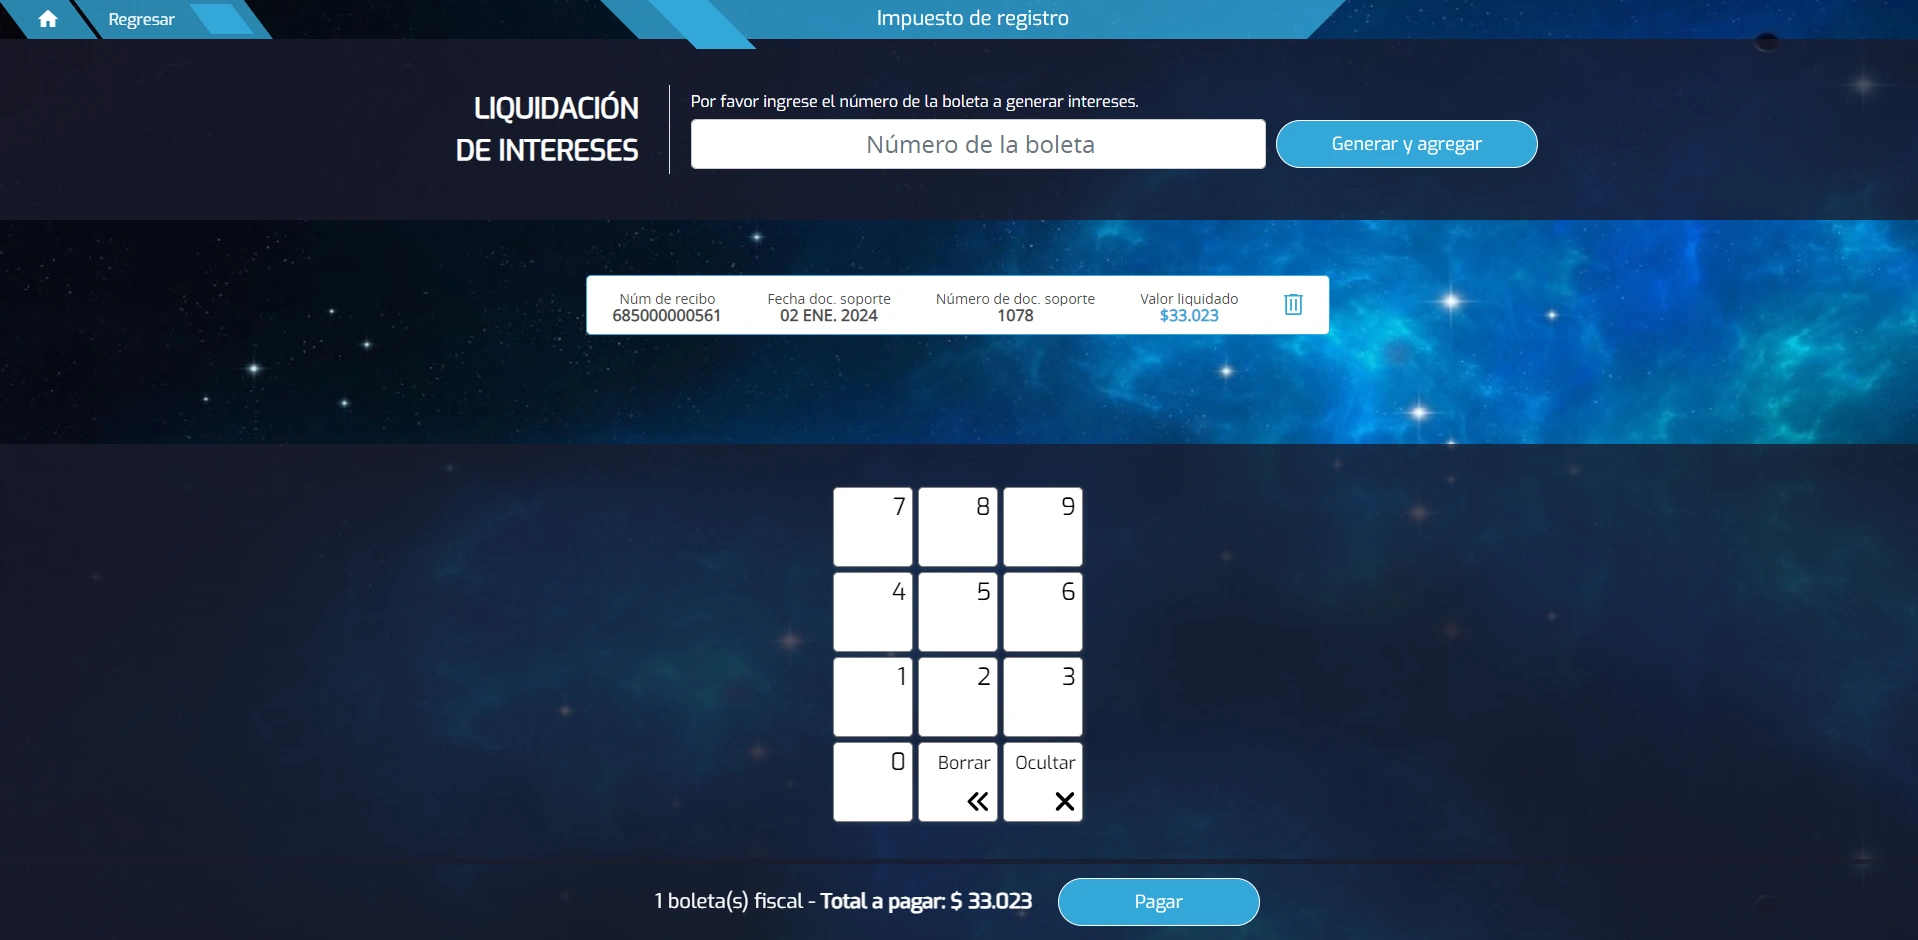 Regresar
Impuesto de registro
LIQUIDACIÓN
DE INTERESES
Por favor ingrese el número de la boleta a generar intereses.
Número de la boleta
Generar y agregar
Núm de recibo Fecha doc. soporte Número de doc. soporte Valor liquidado
685000000561 02 ENE. 2024 1078 $33.023
7 8 9
4 5 6
1 2 3
0 Borrar Ocultar
1 boleta(s) fiscal - Total a pagar: $ 33.023 Pagar